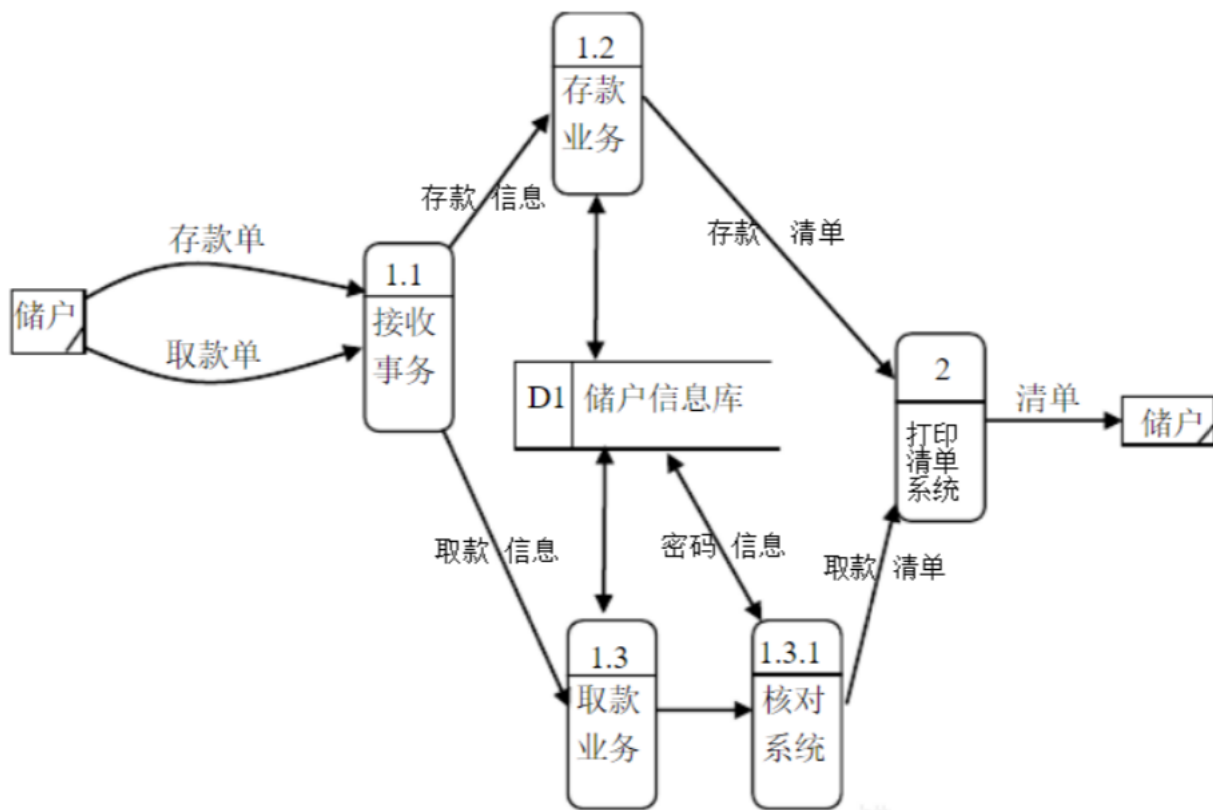 1.2
存款
业务
存款 信息
存款单
1.1
接收
事务
储户
取款单
存款 清单
D1 储户信息库
2
打印
清单
系统
清单
储户
取款 信息
密码 信息
取款 清单
1.3
取款
业务
1.3.1
核对
系统